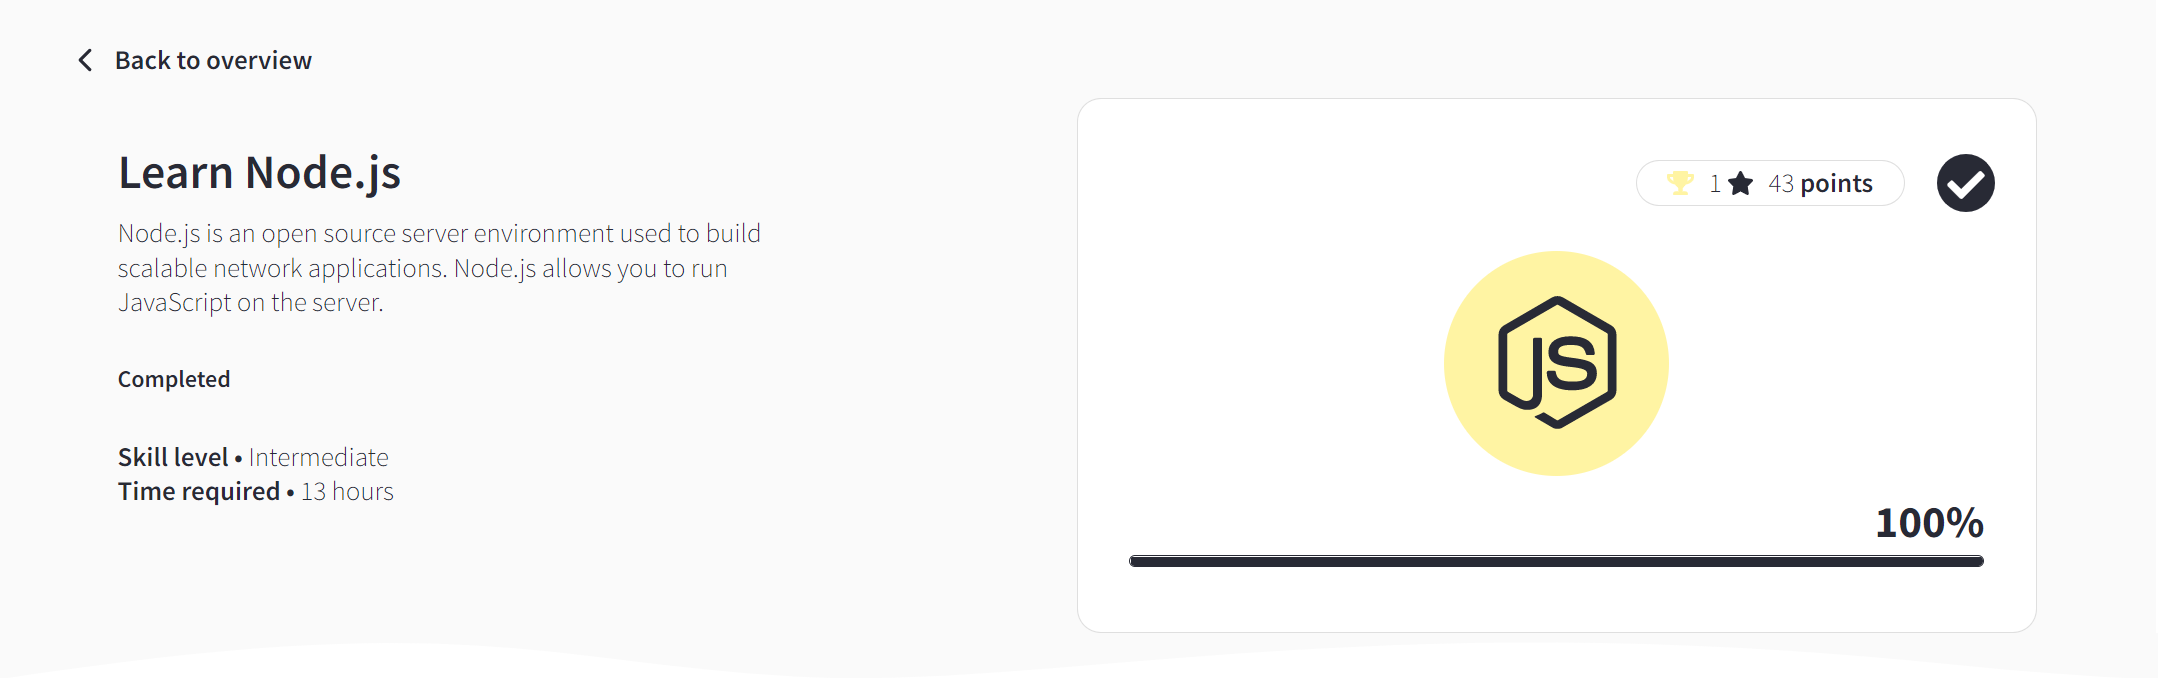 Back to overview
Learn Node.js
Node.js is an open source server environment used to build
scalable network applications. Node.js allows you to run
JavaScript on the server.
Completed
Skill level • Intermediate
Time required • 13 hours
1 43 points
JS
100%